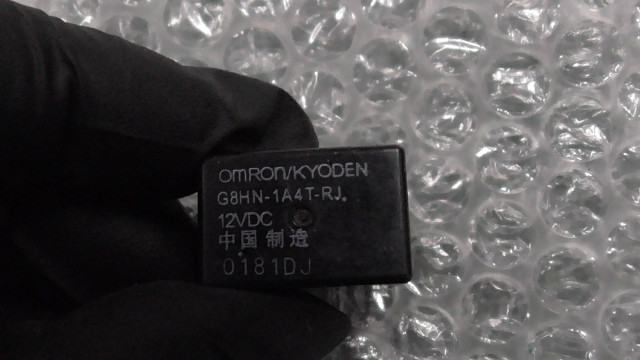 OMRON/KYODEN
G8HN-1A4T-RJ.
12VDC
中国 制造
0181DJ